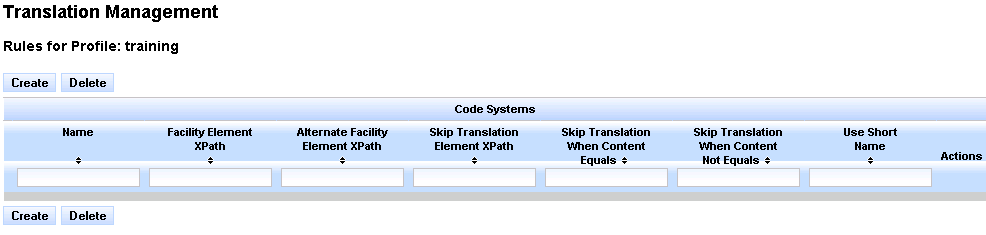 Translation Management
Rules for Profile: training
Create Delete
Code Systems
Name Facility Element XPath Alternate Facility Element XPath Skip Translation Element XPath Skip Translation When Content Equals Skip Translation When Content Not Equals Use Short Name Actions
Create Delete